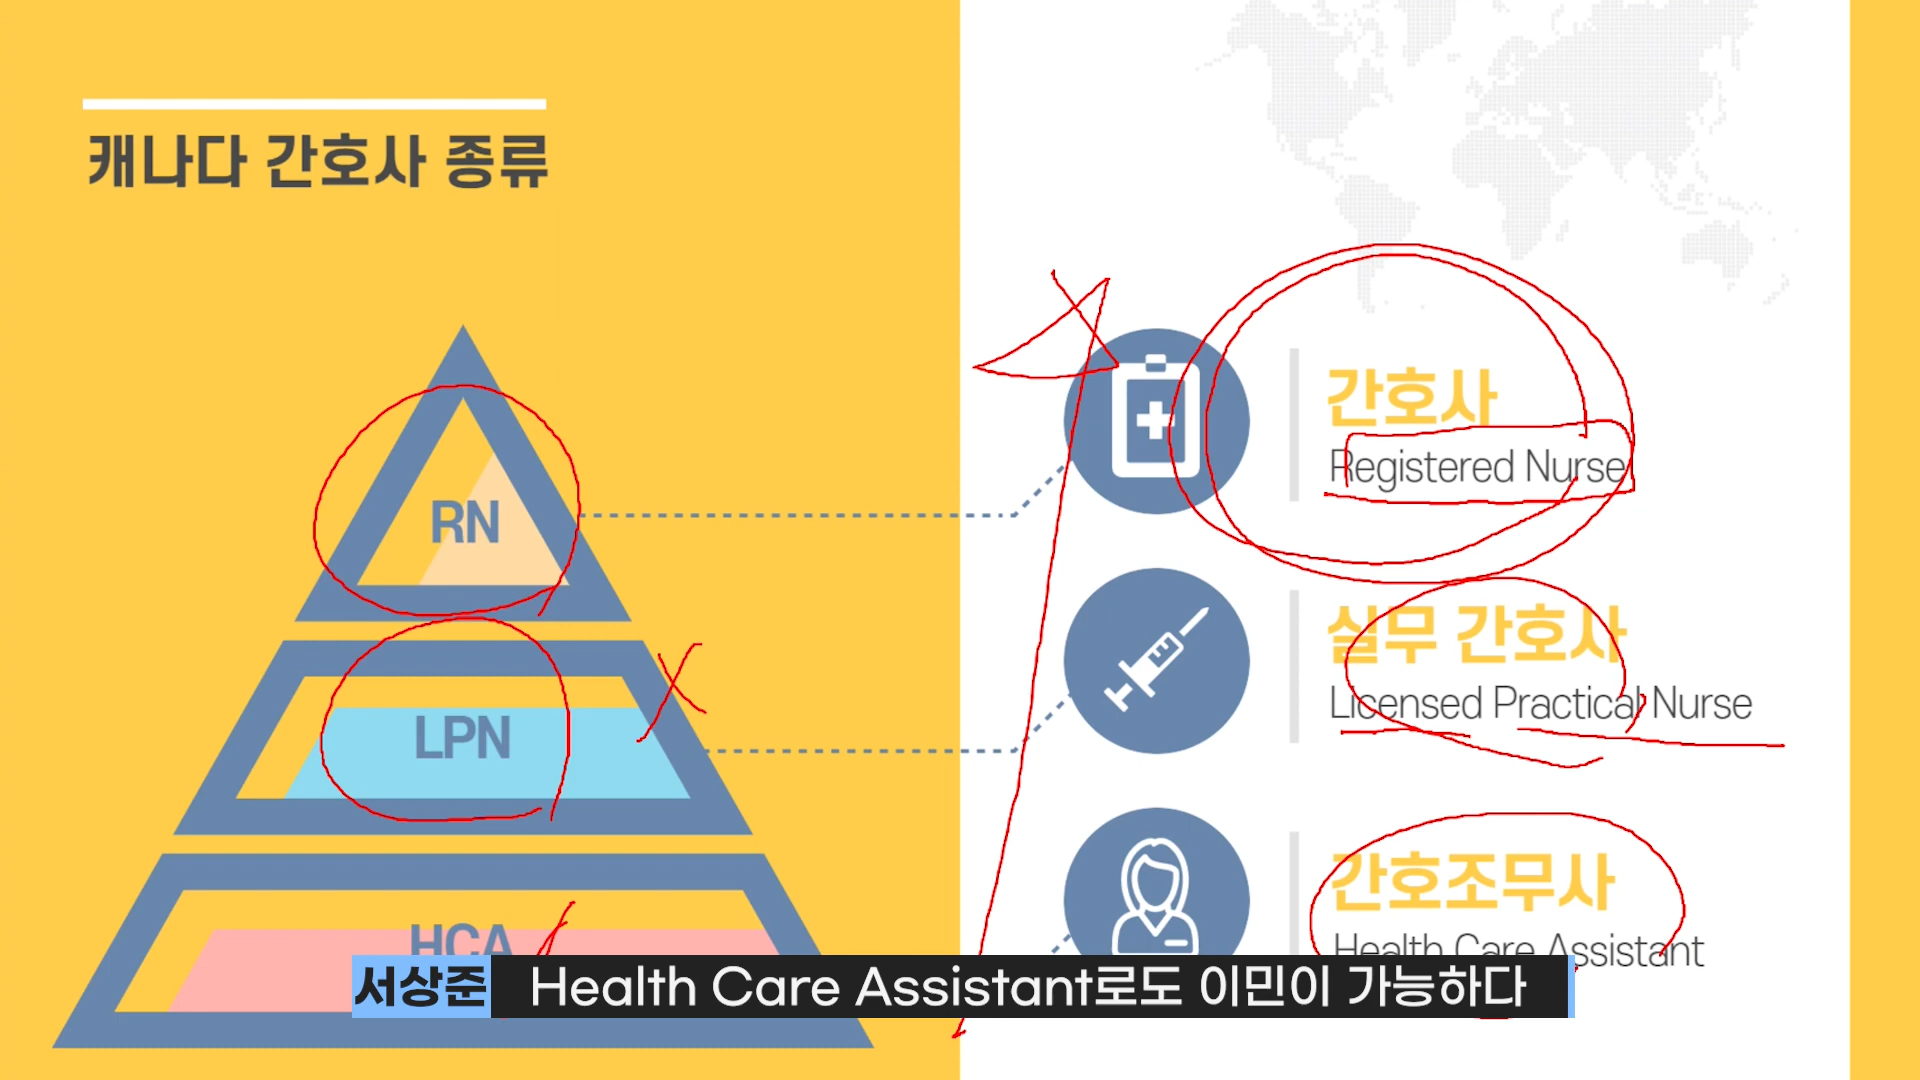 캐나다 간호사 종류
RN
LPN
HCA
간호사
Registered Nurse
실무 간호사
Licensed Practical Nurse
간호조무사
Health Care Assistant
서상준 Health Care Assistant로도 이민이 가능하다